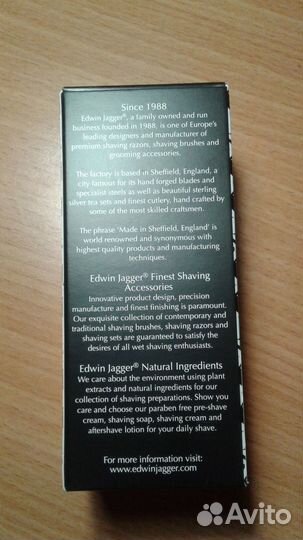 Since 1988
Edwin Jagger®, a family owned and run
business founded in 1988, is one of Europe's
leading designers and manufacturer of
premium shaving razors, shaving brushes and
grooming accessories.
The factory is based in Sheffield, England, a
city famous for its hand forged blades and
specialist steels as well as beautiful sterling
silver tea sets and finest cutlery, hand crafted by
some of the most skilled craftsmen.
The phrase 'Made in Sheffield, England' is
world renowned and synonymous with
highest quality products and manufacturing
techniques.
Edwin Jagger® Finest Shaving
Accessories
Innovative product design, precision
manufacture and finest finishing is paramount.
Our exquisite collection of contemporary and
traditional shaving brushes, shaving razors and
shaving sets are guaranteed to satisfy the
desires of all wet shaving enthusiasts.
Edwin Jagger® Natural Ingredients
We care about the environment using plant
extracts and natural ingredients for our
collection of shaving preparations. Show you
care and choose our paraben free pre-shave
cream, shaving soap, shaving cream and
aftershave lotion for your daily shave.
For more information visit:
www.edwinjagger.com
Avito